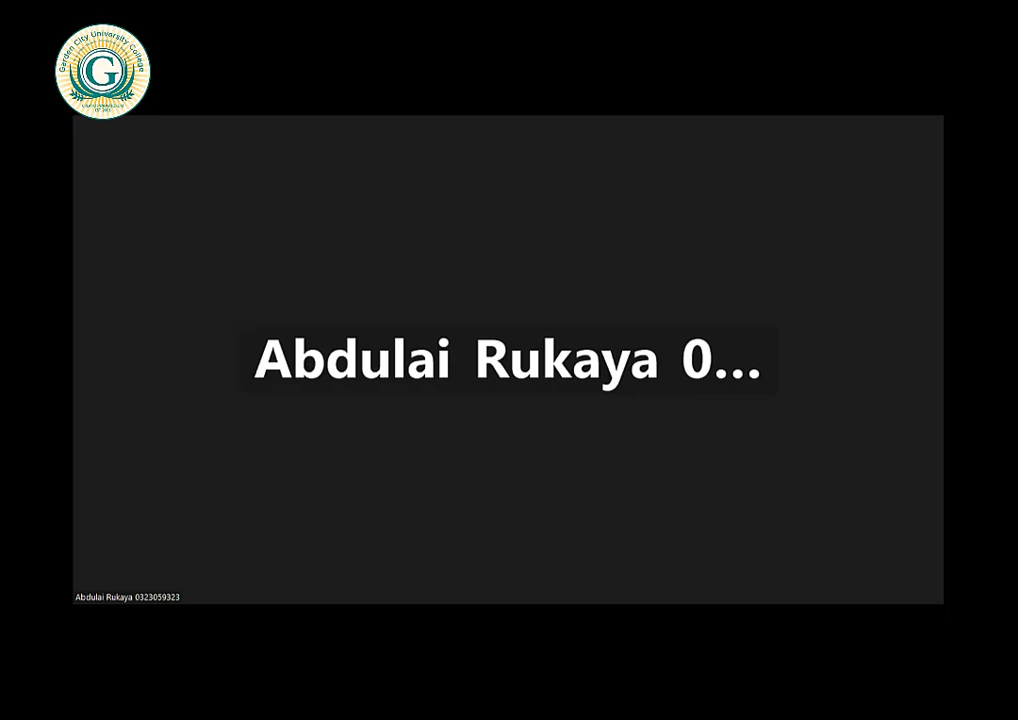 Garden City University College
G
Abdulai Rukaya 0...
Abdulai Rukaya 0323059323